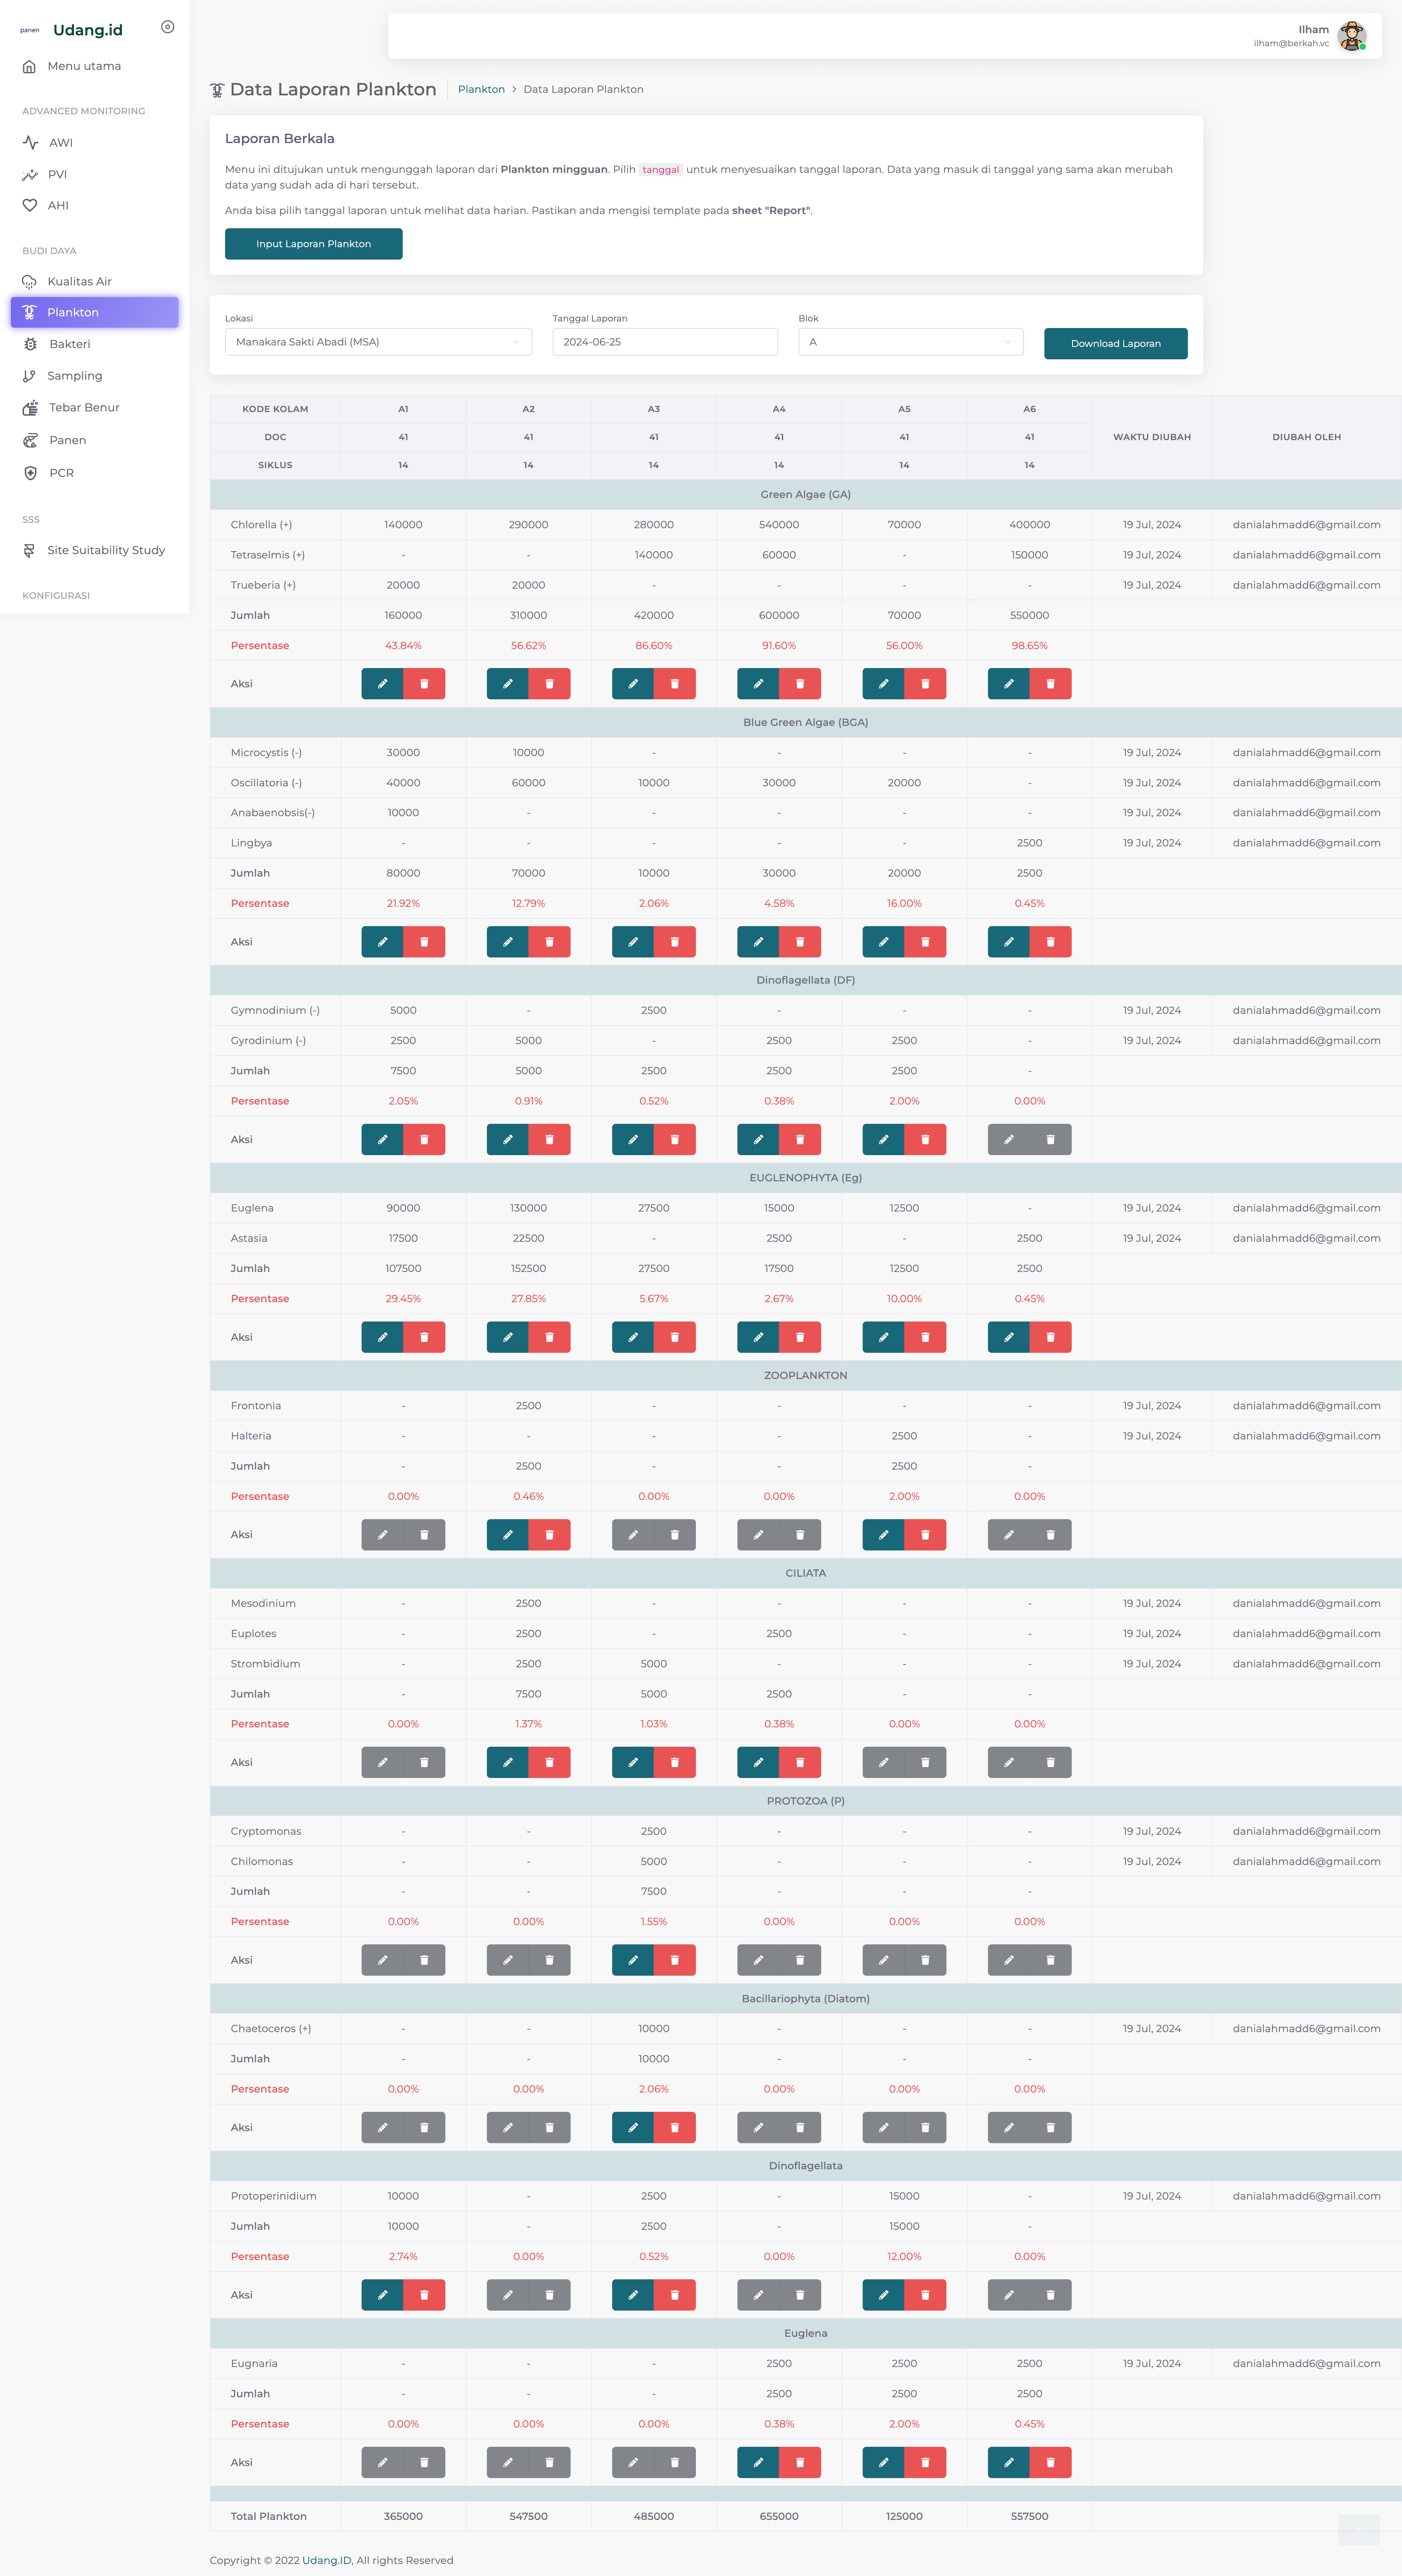 panen Udang.id
Menu utama
ADVANCED MONITORING
AWI
PVI
AHI
BUDI DAYA
Kualitas Air
Plankton
Bakteri
Sampling
Tebar Benur
Panen
PCR
SSS
Site Suitability Study
KONFIGURASI
Ilham
ilham@berkah.vc
Data Laporan Plankton Plankton > Data Laporan Plankton
Laporan Berkala
Menu ini ditujukan untuk mengunggah laporan dari Plankton mingguan. Pilih tanggal untuk menyesuaikan tanggal laporan. Data yang masuk di tanggal yang sama akan merubah
data yang sudah ada di hari tersebut.
Anda bisa pilih tanggal laporan untuk melihat data harian. Pastikan anda mengisi template pada sheet "Report".
Input Laporan Plankton
Lokasi Tanggal Laporan Blok
Manakara Sakti Abadi (MSA) 2024-06-25 A Download Laporan
KODE KOLAM A1 A2 A3 A4 A5 A6
DOC 41 41 41 41 41 41 WAKTU DIUBAH DIUBAH OLEH
SIKLUS 14 14 14 14 14 14
Green Algae (GA)
Chlorella (+) 140000 290000 280000 540000 70000 400000 19 Jul, 2024 danialahmadd6@gmail.com
Tetraselmis (+) - - 140000 60000 - 150000 19 Jul, 2024 danialahmadd6@gmail.com
Trueberia (+) 20000 20000 - - - - 19 Jul, 2024 danialahmadd6@gmail.com
Jumlah 160000 310000 420000 600000 70000 550000
Persentase 43.84% 56.62% 86.60% 91.60% 56.00% 98.65%
Aksi
Blue Green Algae (BGA)
Microcystis (-) 30000 10000 - - - - 19 Jul, 2024 danialahmadd6@gmail.com
Oscillatoria (-) 40000 60000 10000 30000 20000 - 19 Jul, 2024 danialahmadd6@gmail.com
Anabaenobsis(-) 10000 - - - - - 19 Jul, 2024 danialahmadd6@gmail.com
Lingbya - - - - - 2500 19 Jul, 2024 danialahmadd6@gmail.com
Jumlah 80000 70000 10000 30000 20000 2500
Persentase 21.92% 12.79% 2.06% 4.58% 16.00% 0.45%
Aksi
Dinoflagellata (DF)
Gymnodinium (-) 5000 - 2500 - - - 19 Jul, 2024 danialahmadd6@gmail.com
Gyrodinium (-) 2500 5000 - 2500 2500 - 19 Jul, 2024 danialahmadd6@gmail.com
Jumlah 7500 5000 2500 2500 2500 -
Persentase 2.05% 0.91% 0.52% 0.38% 2.00% 0.00%
Aksi
EUGLENOPHYTA (Eg)
Euglena 90000 130000 27500 15000 12500 - 19 Jul, 2024 danialahmadd6@gmail.com
Astasia 17500 22500 - 2500 - 2500 19 Jul, 2024 danialahmadd6@gmail.com
Jumlah 107500 152500 27500 17500 12500 2500
Persentase 29.45% 27.85% 5.67% 2.67% 10.00% 0.45%
Aksi
ZOOPLANKTON
Frontonia - 2500 - - - - 19 Jul, 2024 danialahmadd6@gmail.com
Halteria - - - - 2500 - 19 Jul, 2024 danialahmadd6@gmail.com
Jumlah - 2500 - - 2500 -
Persentase 0.00% 0.46% 0.00% 0.00% 2.00% 0.00%
Aksi
CILIATA
Mesodinium - 2500 - - - - 19 Jul, 2024 danialahmadd6@gmail.com
Euplotes - 2500 - 2500 - - 19 Jul, 2024 danialahmadd6@gmail.com
Strombidium - 2500 5000 - - - 19 Jul, 2024 danialahmadd6@gmail.com
Jumlah - 7500 5000 2500 - -
Persentase 0.00% 1.37% 1.03% 0.38% 0.00% 0.00%
Aksi
PROTOZOA (P)
Cryptomonas - - 2500 - - - 19 Jul, 2024 danialahmadd6@gmail.com
Chilomonas - - 5000 - - - 19 Jul, 2024 danialahmadd6@gmail.com
Jumlah - - 7500 - - -
Persentase 0.00% 0.00% 1.55% 0.00% 0.00% 0.00%
Aksi
Bacillariophyta (Diatom)
Chaetoceros (+) - - 10000 - - - 19 Jul, 2024 danialahmadd6@gmail.com
Jumlah - - 10000 - - -
Persentase 0.00% 0.00% 2.06% 0.00% 0.00% 0.00%
Aksi
Dinoflagellata
Protoperinidium 10000 - 2500 - 15000 - 19 Jul, 2024 danialahmadd6@gmail.com
Jumlah 10000 - 2500 - 15000 -
Persentase 2.74% 0.00% 0.52% 0.00% 12.00% 0.00%
Aksi
Euglena
Eugnaria - - - 2500 2500 2500 19 Jul, 2024 danialahmadd6@gmail.com
Jumlah - - - 2500 2500 2500
Persentase 0.00% 0.00% 0.00% 0.38% 2.00% 0.45%
Aksi
Total Plankton 365000 547500 485000 655000 125000 557500
Copyright © 2022 Udang.ID, All rights Reserved